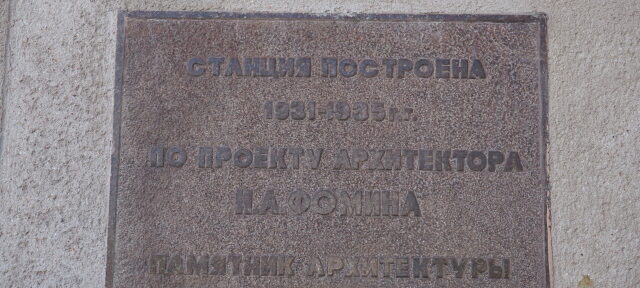 СТАНЦИЯ ПОСТРОЕНА
1931-1935 г.г.
ПО ПРОЕКТУ АРХИТЕКТОРА
И.А.ФОМИНА
ПАМЯТНИК АРХИТЕКТУРЫ